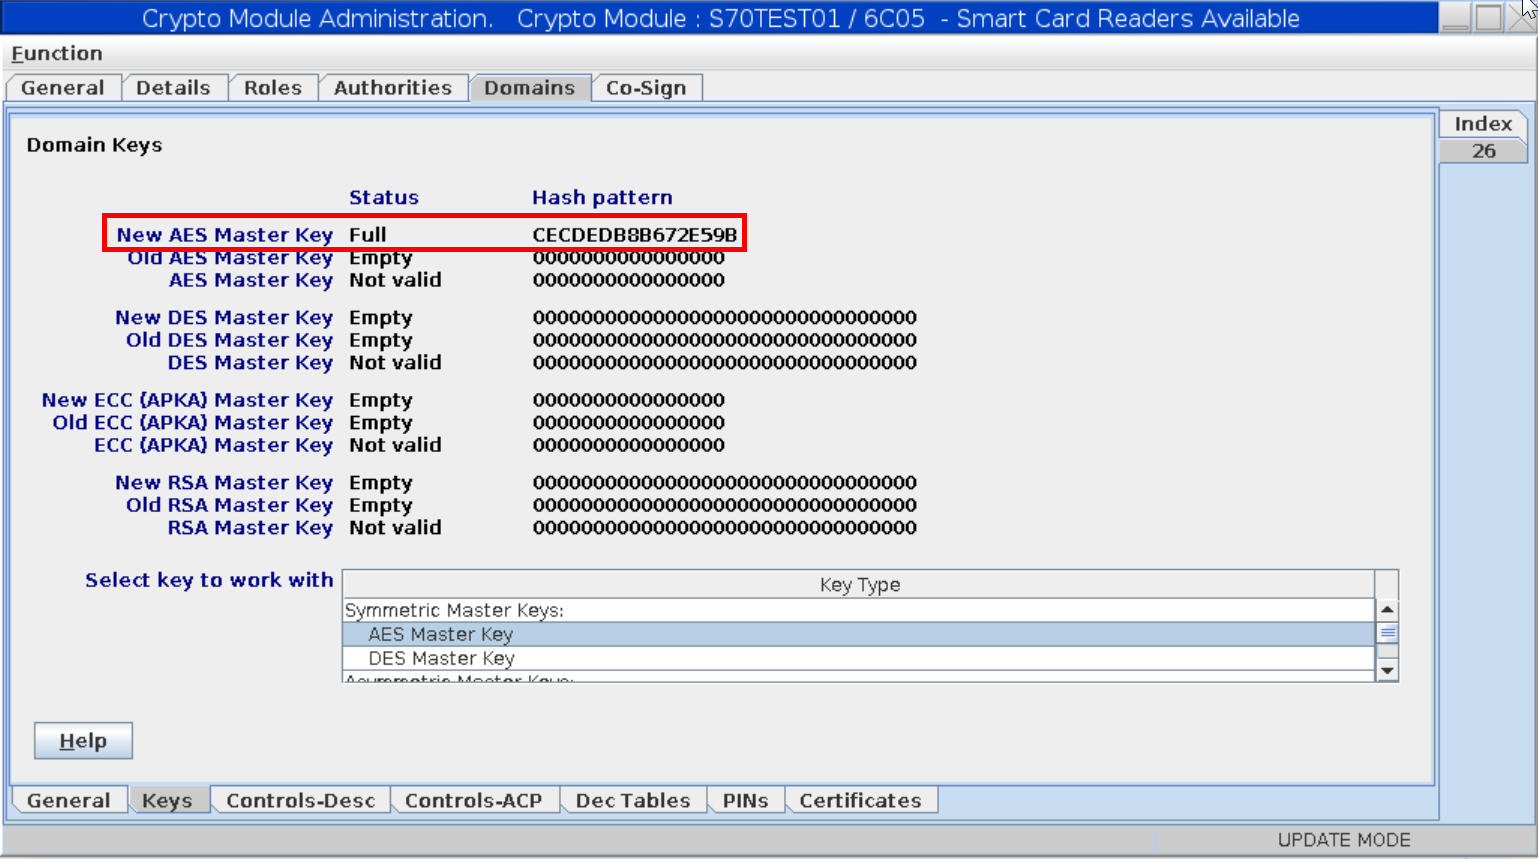 Crypto Module Administration. Crypto Module : S70TEST01 / 6C05 - Smart Card Readers Available
Function
General Details Roles Authorities Domains Co-Sign
Index
26
Domain Keys
Status Hash pattern
New AES Master Key Full CECDEDB8B672E59B
Old AES Master Key Empty 0000000000000000
AES Master Key Not valid 0000000000000000
New DES Master Key Empty 00000000000000000000000000000000
Old DES Master Key Empty 00000000000000000000000000000000
DES Master Key Not valid 00000000000000000000000000000000
New ECC (APKA) Master Key Empty 0000000000000000
Old ECC (APKA) Master Key Empty 0000000000000000
ECC (APKA) Master Key Not valid 0000000000000000
New RSA Master Key Empty 00000000000000000000000000000000
Old RSA Master Key Empty 00000000000000000000000000000000
RSA Master Key Not valid 00000000000000000000000000000000
Select key to work with
Key Type
Symmetric Master Keys:
AES Master Key
DES Master Key
Asymmetric Master Keys:
Help
General Keys Controls-Desc Controls-ACP Dec Tables PINs Certificates
UPDATE MODE